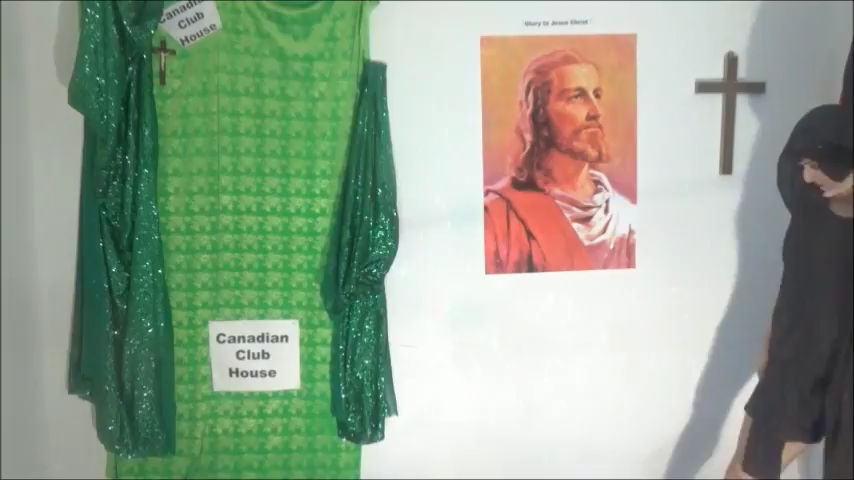 Canadian
Club
House
Glory to Jesus Christ
Canadian
Club
House